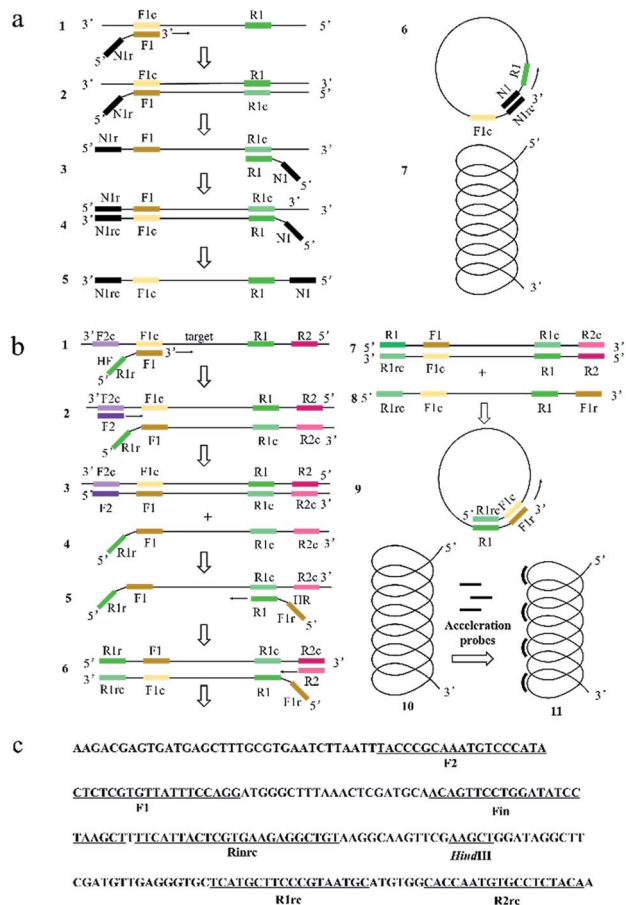 a
1 3' F1c R1 5'
F1 3'
N1r
5'
F1c R1
2 3' 5'
F1 R1c 3'
N1r
5'
N1r F1 R1c
3 5' 3'
R1 N1
5'
N1r F1 R1c 3'
4 5'
3'
N1rc F1c R1 N1
5'
5 3' 5'
N1rc F1c R1 N1
6
R1
N1
3'
N1rc
F1c
7
5'
3'
b
1 3' F2c F1c target R1 R2 5'
3'
HF R1r F1
5'
2 3' F2c F1c R1 R2 5'
F2
R1r F1 R1c R2c 3'
5'
3 3' F2c F1c R1 R2 5'
5' 3'
F2 F1 R1c R2c
+
4 F1 R1c R2c 3'
R1r
5'
5 F1 R1c R2c 3'
R1r
5'
R1 HR
F1r
5'
6 R1r F1 R1c R2c
5' 3'
3'
R2
R1rc F1c R1 F1r
5'
R1 F1 R1c R2c
7 5' 3'
3' 5'
R1rc F1c R1 R2
+
8 5' 3'
R1rc F1c R1 F1r
9
5' R1rc F1c 3'
R1 F1r
5'
3'
10
Acceleration
probes
5'
3'
11
c
AAGACGAGTGATGAGCTTTGCGTGAATCTTAATTTACCCGCAAATGTCCCATA
F2
CTCTCGTGTTATTTCCAGGATGGGCTTTAAACTCGATGCAACAGTTCCTGGATATCC
F1 Fin
TAAGCTTTTCATTACTCGTGAAGAGGCTGTAAGGCAAGTTCGAAGCTGGATAGGCTT
Rinrc HindIII
CGATGTTGAGGGTGCTCATGCTTCCCGTAATGCATGTGGCACCAATGTGCCTCTACAA
R1rc R2rc